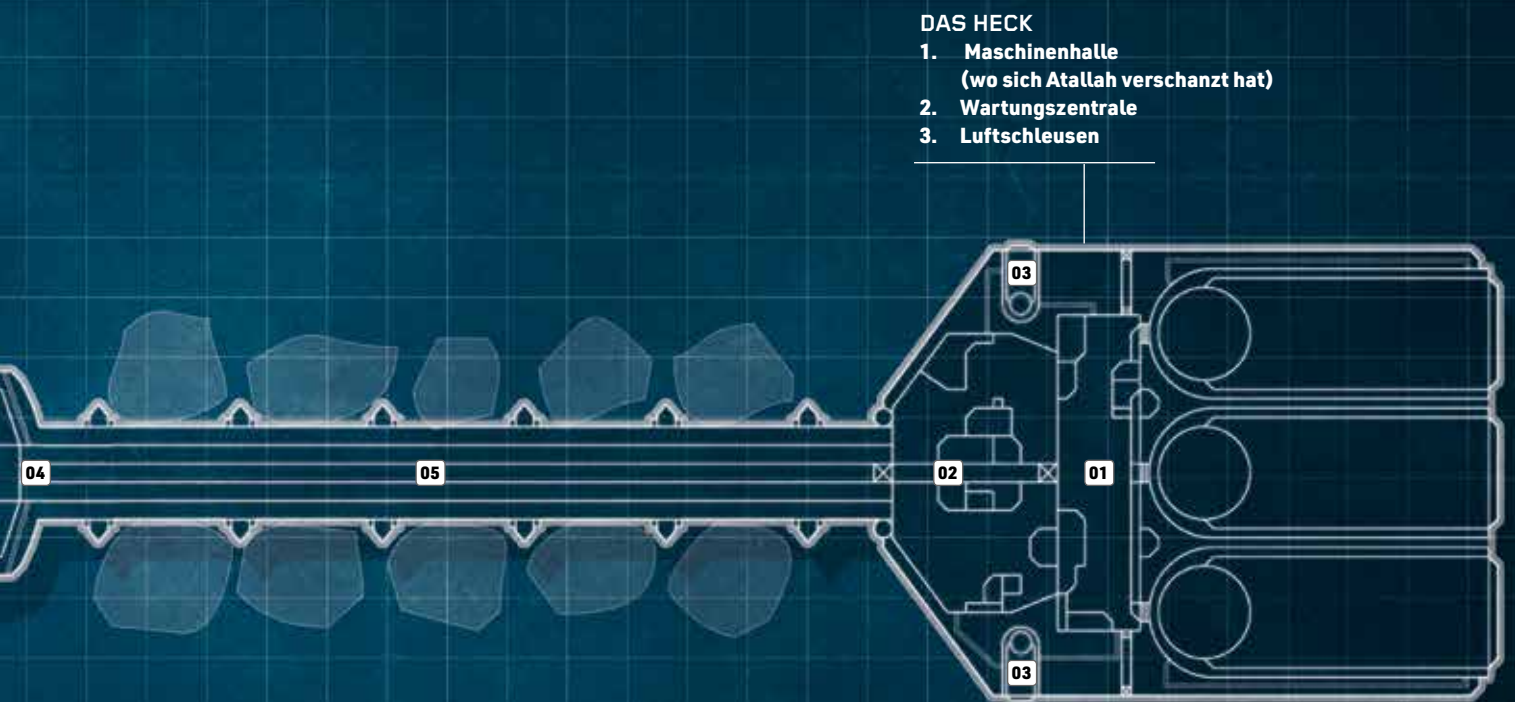 DAS HECK
1. Maschinenhalle
(wo sich Atallah verschanzt hat)
2. Wartungszentrale
3. Luftschleusen
03
04
05
02
01
03